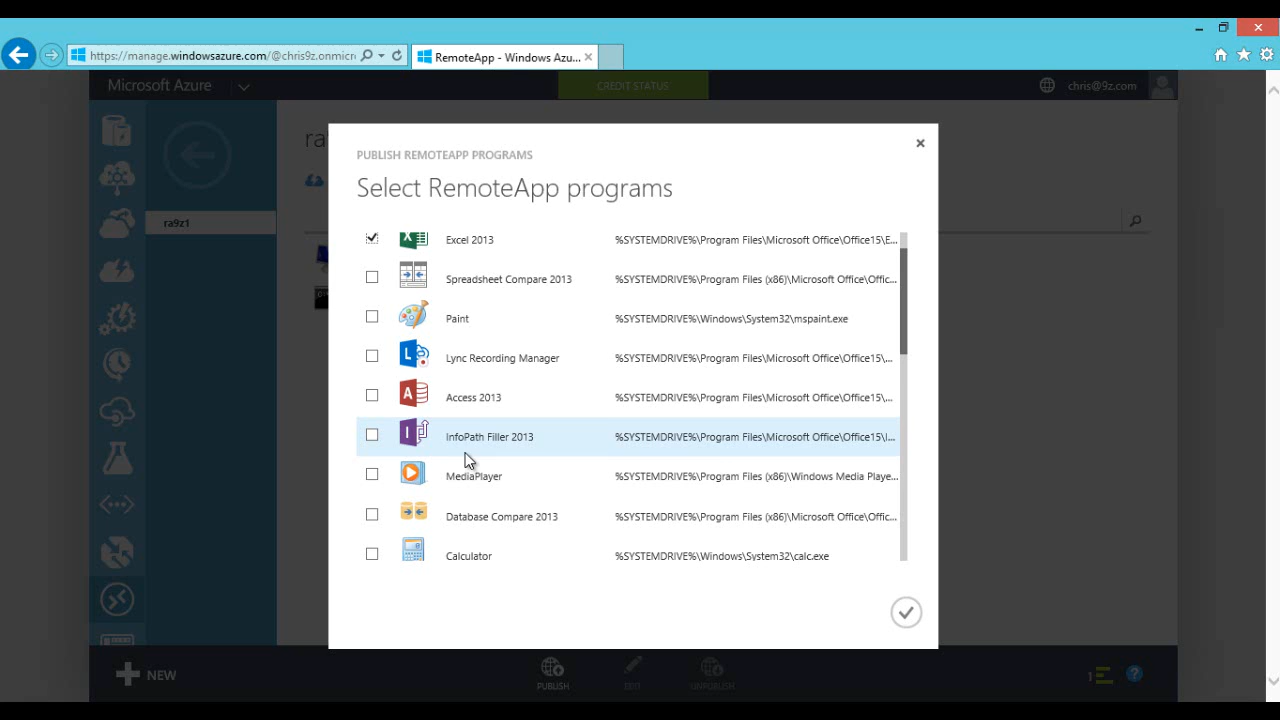 https://manage.windowsazure.com/@chris9z.onmicr
RemoteApp - Windows Azu...
Microsoft Azure
CREDIT STATUS
chris@9z.com
ra
ra9z1
PUBLISH REMOTEAPP PROGRAMS
Select RemoteApp programs
Excel 2013 %SYSTEMDRIVE%\Program Files\Microsoft Office\Office15\E...
Spreadsheet Compare 2013 %SYSTEMDRIVE%\Program Files (x86)\Microsoft Office\Offic...
Paint %SYSTEMDRIVE%\Windows\System32\mspaint.exe
Lync Recording Manager %SYSTEMDRIVE%\Program Files\Microsoft Office\Office15\...
Access 2013 %SYSTEMDRIVE%\Program Files\Microsoft Office\Office15\...
InfoPath Filler 2013 %SYSTEMDRIVE%\Program Files\Microsoft Office\Office15\I...
MediaPlayer %SYSTEMDRIVE%\Program Files (x86)\Windows Media Playe...
Database Compare 2013 %SYSTEMDRIVE%\Program Files (x86)\Microsoft Office\Offic...
Calculator %SYSTEMDRIVE%\Windows\System32\calc.exe
NEW
PUBLISH
EDIT
UNPUBLISH
1